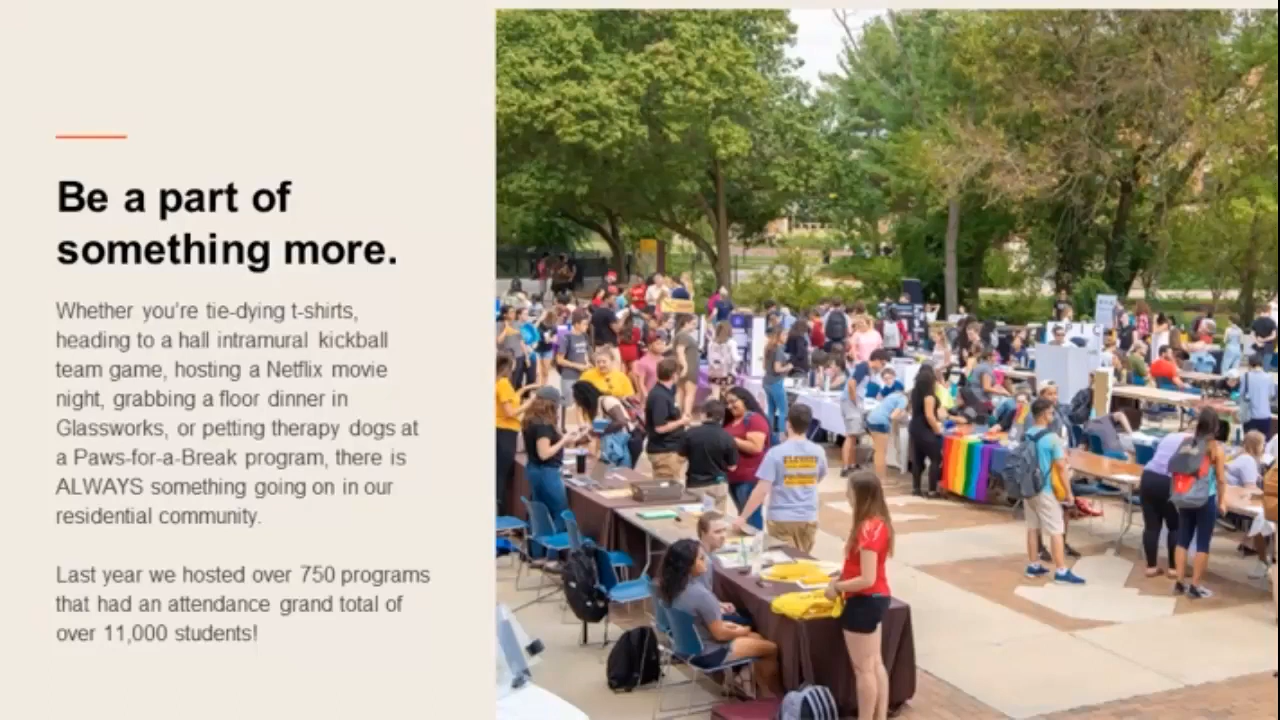 Be a part of
something more.
Whether you're tie-dying t-shirts,
heading to a hall intramural kickball
team game, hosting a Netflix movie
night, grabbing a floor dinner in
Glassworks, or petting therapy dogs at
a Paws-for-a-Break program, there is
ALWAYS something going on in our
residential community.
Last year we hosted over 750 programs
that had an attendance grand total of
over 11,000 students!